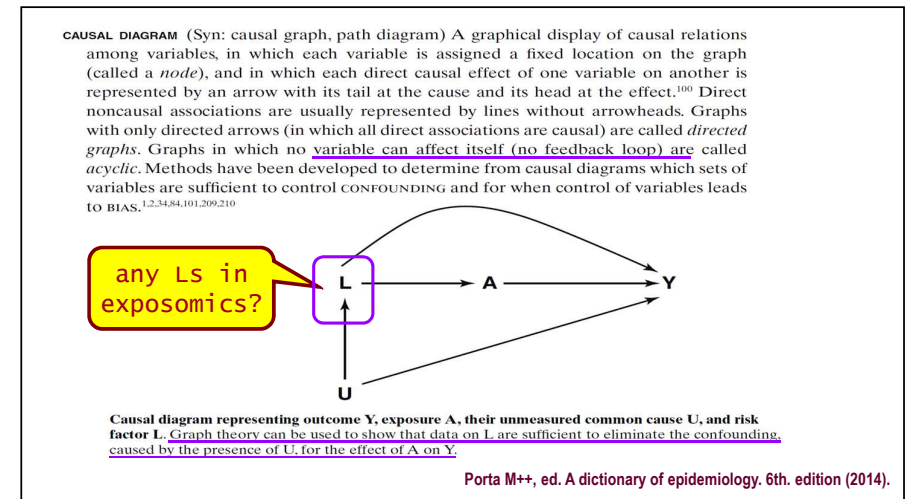 CAUSAL DIAGRAM (Syn: causal graph, path diagram) A graphical display of causal relations
among variables, in which each variable is assigned a fixed location on the graph
(called a node), and in which each direct causal effect of one variable on another is
represented by an arrow with its tail at the cause and its head at the effect.100 Direct
noncausal associations are usually represented by lines without arrowheads. Graphs
with only directed arrows (in which all direct associations are causal) are called directed
graphs. Graphs in which no variable can affect itself (no feedback loop) are called
acyclic. Methods have been developed to determine from causal diagrams which sets of
variables are sufficient to control CONFOUNDING and for when control of variables leads
to BIAS.1,2,34,84,101,209,210
any Ls in
exposomics?
L A Y
U
Causal diagram representing outcome Y, exposure A, their unmeasured common cause U, and risk
factor L. Graph theory can be used to show that data on L are sufficient to eliminate the confounding,
caused by the presence of U, for the effect of A on Y.
Porta M++, ed. A dictionary of epidemiology. 6th. edition (2014).